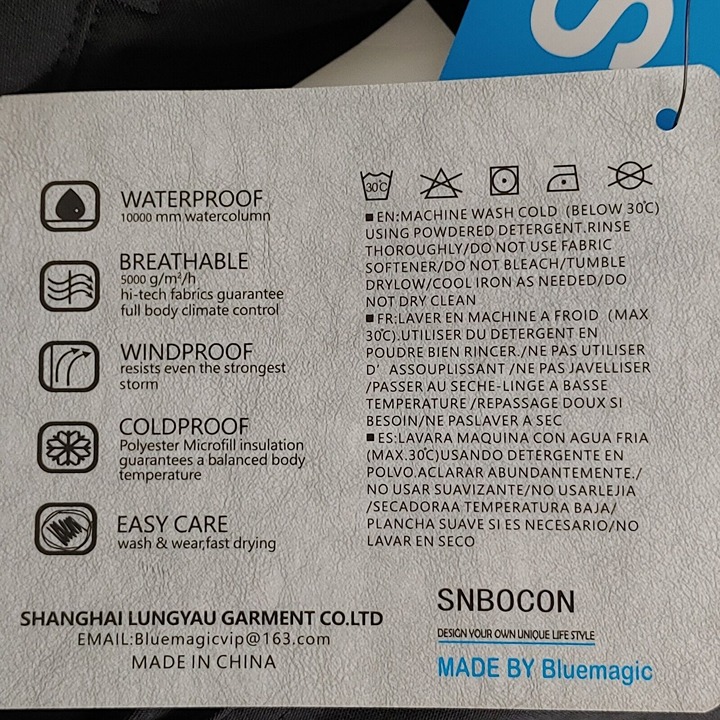 S
WATERPROOF
10000 mm watercolumn
BREATHABLE
5000 g/m²/h
hi-tech fabrics guarantee
full body climate control
WINDPROOF
resists even the strongest
storm
COLDPROOF
Polyester Microfill insulation
guarantees a balanced body
temperature
EASY CARE
wash & wear,fast drying
30℃
■ EN:MACHINE WASH COLD (BELOW 30℃)
USING POWDERED DETERGENT.RINSE
THOROUGHLY/DO NOT USE FABRIC
SOFTENER/DO NOT BLEACH/TUMBLE
DRYLOW/COOL IRON AS NEEDED/DO
NOT DRY CLEAN
■ FR:LAVER EN MACHINE A FROID (MAX
30℃).UTILISER DU DETERGENT EN
POUDRE BIEN RINCER./NE PAS UTILISER
D' ASSOUPLISSANT /NE PAS JAVELLISER
/PASSER AU SECHE-LINGE A BASSE
TEMPERATURE /REPASSAGE DOUX SI
BESOIN/NE PASLAVER A SEC
■ ES:LAVARA MAQUINA CON AGUA FRIA
(MAX.30℃)USANDO DETERGENTE EN
POLVO.ACLARAR ABUNDANTEMENTE./
NO USAR SUAVIZANTE/NO USARLEJIA
/SECADORAA TEMPERATURA BAJA/
PLANCHA SUAVE SI ES NECESARIO/NO
LAVAR EN SECO
SHANGHAI LUNGYAU GARMENT CO.LTD
EMAIL:Bluemagicvip@163.com
MADE IN CHINA
SNBOCON
DESIGN YOUR OWN UNIQUE LIFE STYLE
MADE BY Bluemagic